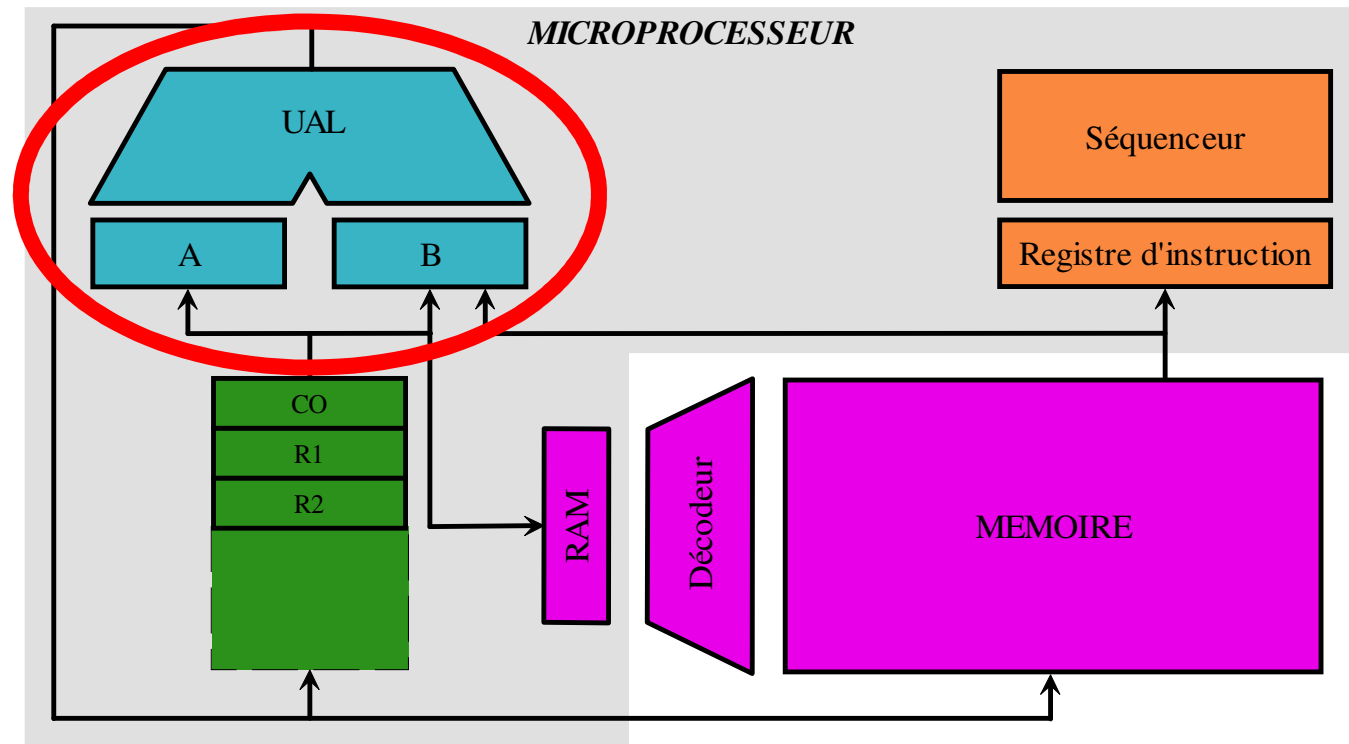 MICROPROCESSEUR
UAL
Séquenceur
A
B
Registre d'instruction
CO
R1
R2
RAM
Décodeur
MEMOIRE